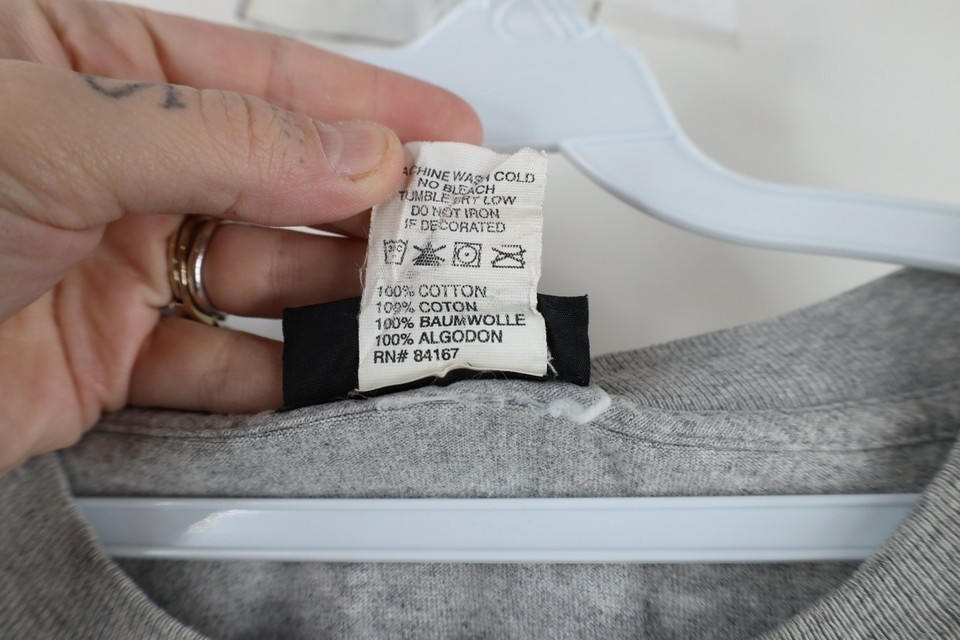 MACHINE WASH COLD
NO BLEACH
TUMBLE DRY LOW
DO NOT IRON
IF DECORATED
100% COTTON
100% COTON
100% BAUMWOLLE
100% ALGODON
RN# 84167